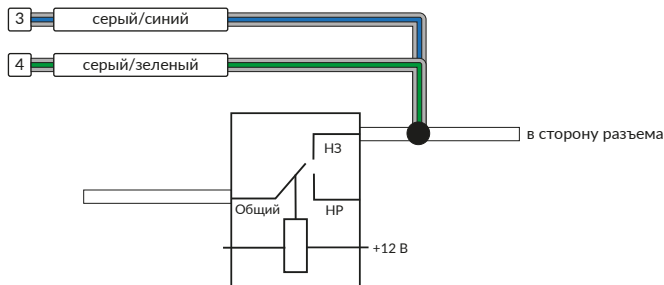 3 серый/синий
4 серый/зеленый
в сторону разъема
НЗ
Общий НР
+12 В